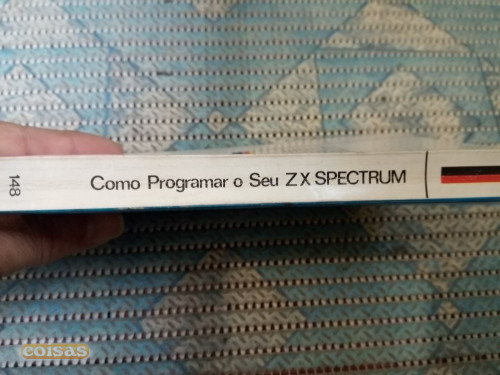 148
Como Programar o Seu ZX SPECTRUM
coisas